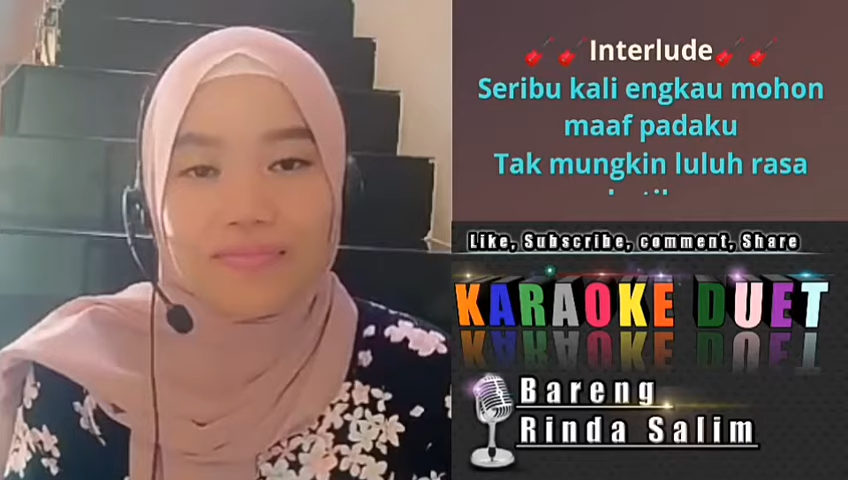 Interlude
Seribu kali engkau mohon
maaf padaku
Tak mungkin luluh rasa
Like, Subscribe, comment, Share
KARAOKE DUET
Bareng
Rinda Salim